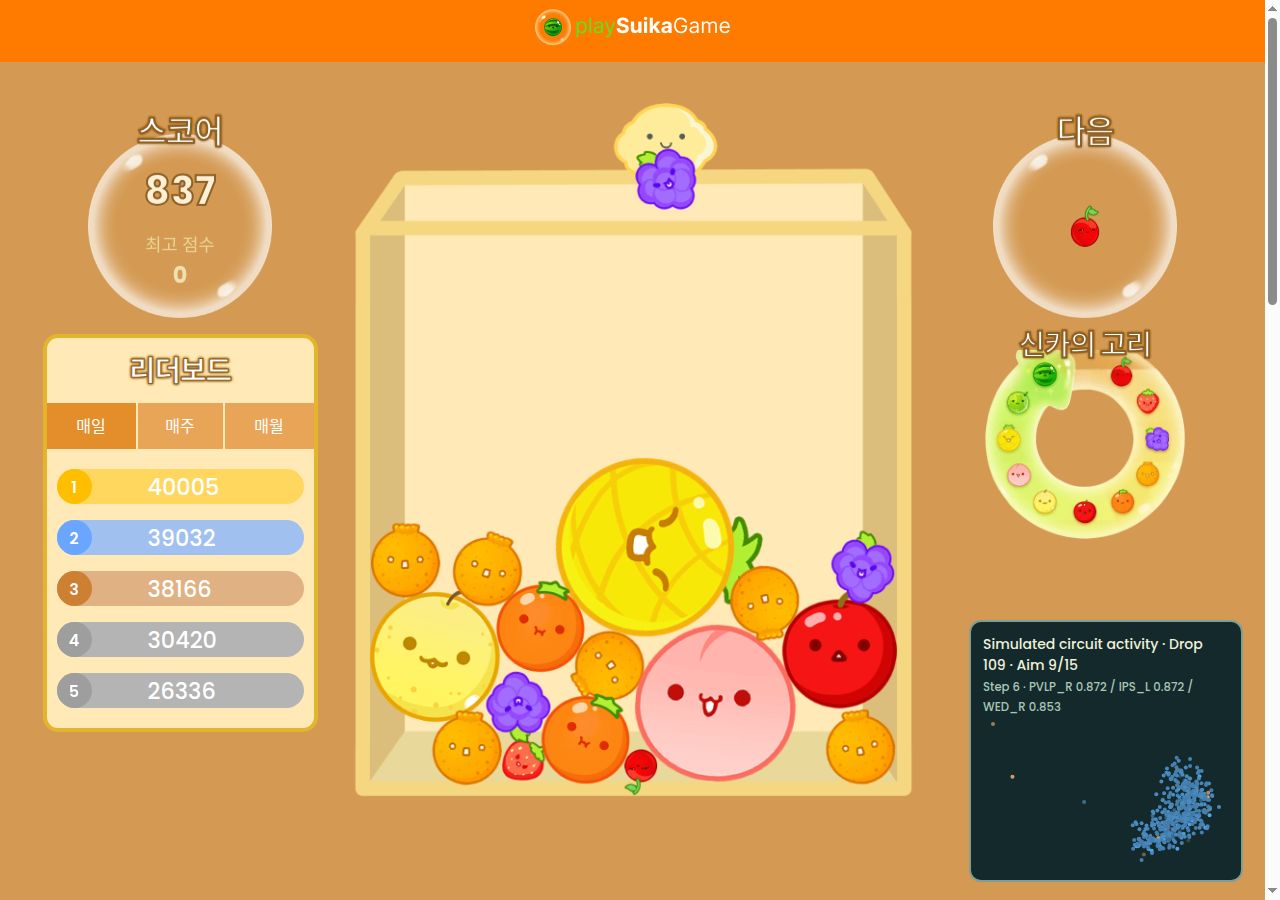 playSuikaGame
스코어
837
최고 점수
0
다음
신카의 고리
리더보드
매일 매주 매월
1 40005
2 39032
3 38166
4 30420
5 26336
Simulated circuit activity · Drop
109 · Aim 9/15
Step 6 · PVLP_R 0.872 / IPS_L 0.872 /
WED_R 0.853